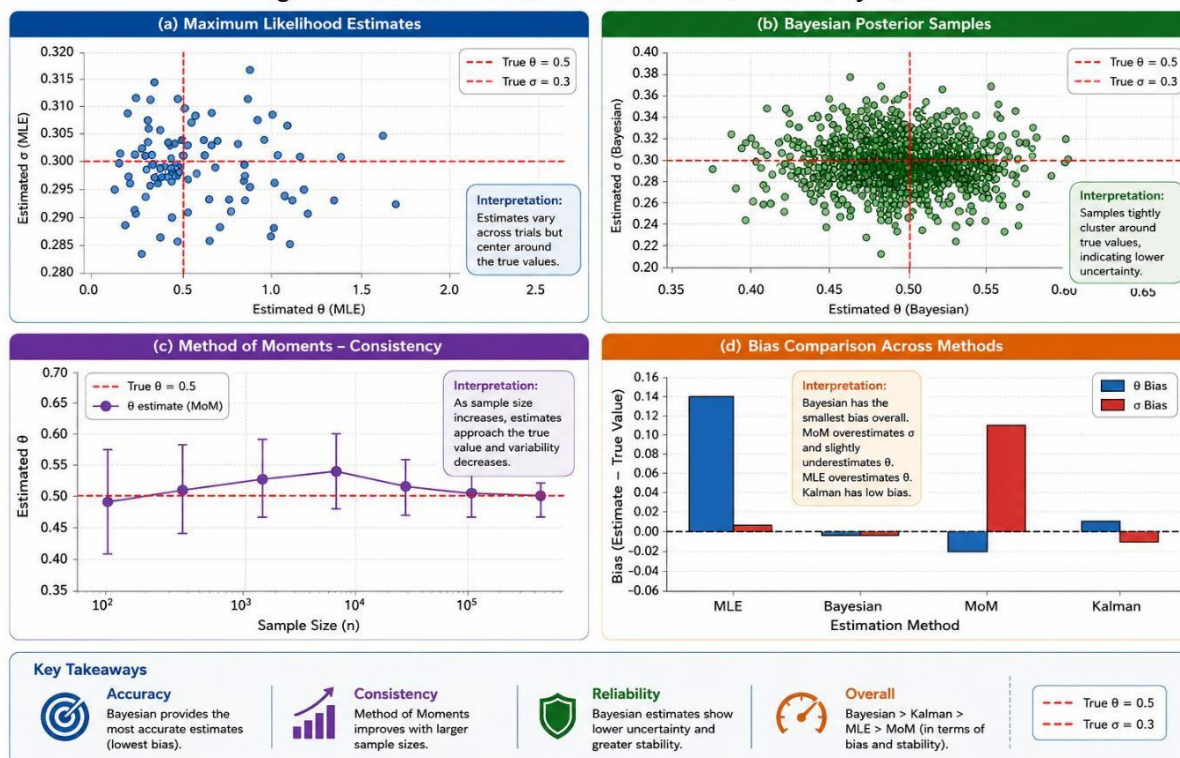 (a) Maximum Likelihood Estimates
0.320
0.315
0.310
0.305
0.300
0.295
0.290
0.285
0.280
Estimated σ (MLE)
0.0
0.5
1.0
1.5
2.0
2.5
Estimated θ (MLE)
True θ = 0.5
True σ = 0.3
Interpretation:
Estimates vary
across trials but
center around
the true values.
(b) Bayesian Posterior Samples
0.40
0.38
0.36
0.34
0.32
0.30
0.28
0.26
0.24
0.22
0.20
Estimated σ (Bayesian)
0.35
0.40
0.45
0.50
0.55
0.60
0.65
Estimated θ (Bayesian)
True θ = 0.5
True σ = 0.3
Interpretation:
Samples tightly
cluster around
true values,
indicating lower
uncertainty.
(c) Method of Moments – Consistency
0.70
0.60
0.60
0.55
0.50
0.45
0.40
0.35
Estimated θ
10²
10³
10⁴
10⁵
Sample Size (n)
True θ = 0.5
θ estimate (MoM)
Interpretation:
As sample size
increases, estimates
approach the true
value and variability
decreases.
(d) Bias Comparison Across Methods
0.16
0.14
0.12
0.10
0.08
0.06
0.04
0.02
0.00
-0.02
-0.04
-0.06
Bias (Estimate – True Value)
MLE
Bayesian
MoM
Kalman
Estimation Method
Interpretation:
Bayesian has the
smallest bias overall.
MoM overestimates σ
and slightly
underestimates θ.
MLE overestimates θ.
Kalman has low bias.
θ Bias
σ Bias
Key Takeaways
Accuracy
Bayesian provides the
most accurate estimates
(lowest bias).
Consistency
Method of Moments
improves with larger
sample sizes.
Reliability
Bayesian estimates show
lower uncertainty and
greater stability.
Overall
Bayesian > Kalman >
MLE > MoM (in terms of
bias and stability).
True θ = 0.5
True σ = 0.3